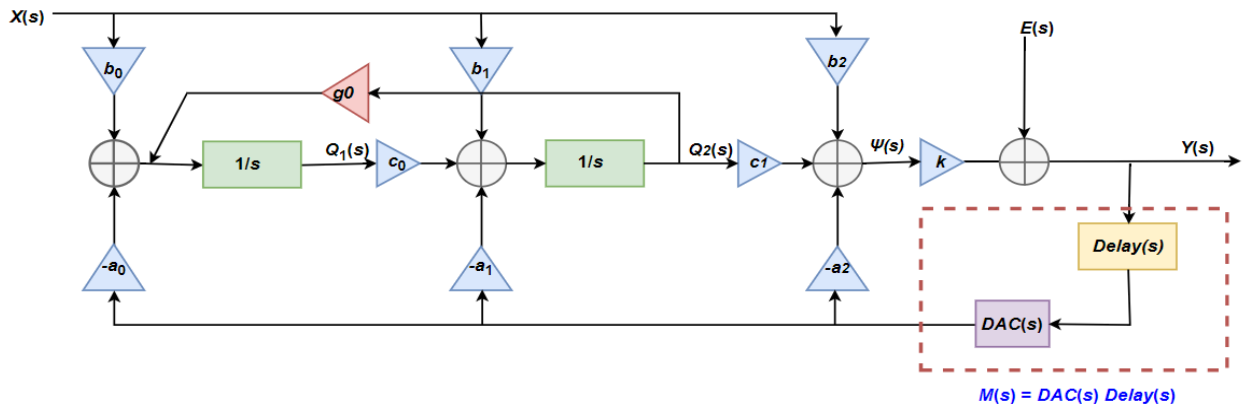 X(s)
E(s)
b₀
b₁
b2
g0
1/s
Q₁(s)
c₀
1/s
Q2(s)
c1
Ψ(s)
k
Y(s)
-a₀
-a₁
-a2
Delay(s)
DAC(s)
M(s) = DAC(s) Delay(s)